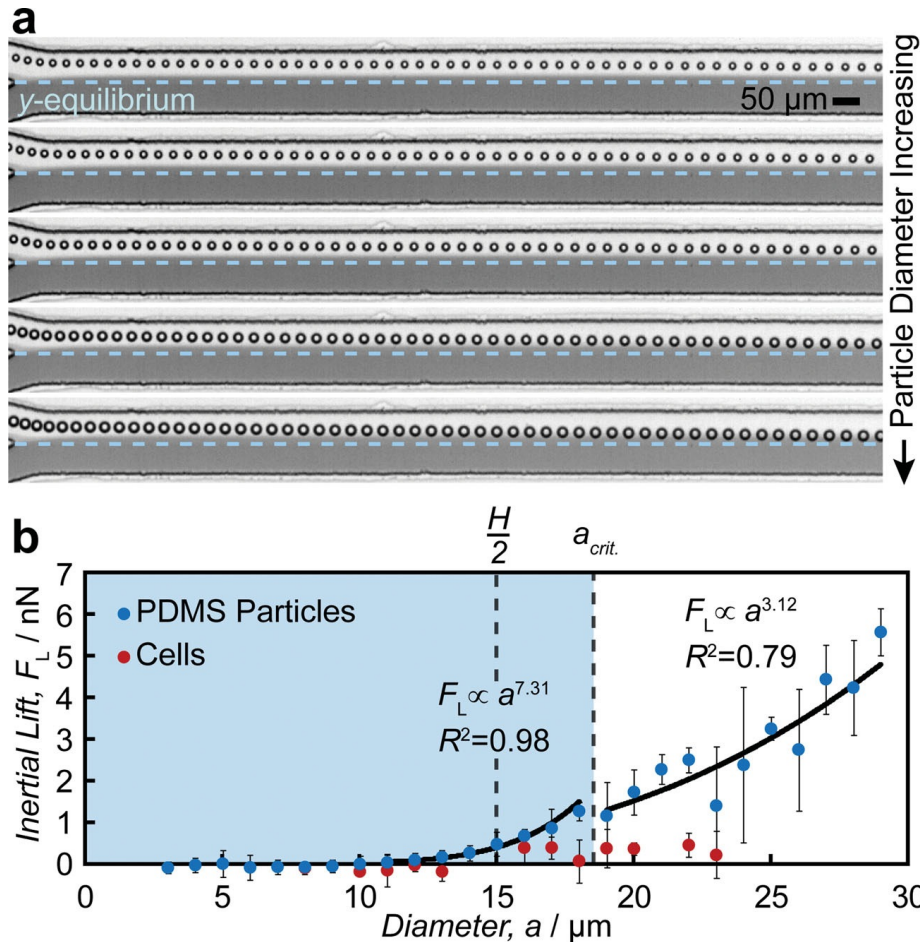 a
y-equilibrium
50 μm
Particle Diameter Increasing
b
H
2
a_crit.
7
6
5
4
3
2
1
0
Inertial Lift, F_L / nN
PDMS Particles
Cells
F_L ∝ a^7.31
R²=0.98
F_L ∝ a^3.12
R²=0.79
0 5 10 15 20 25 30
Diameter, a / μm